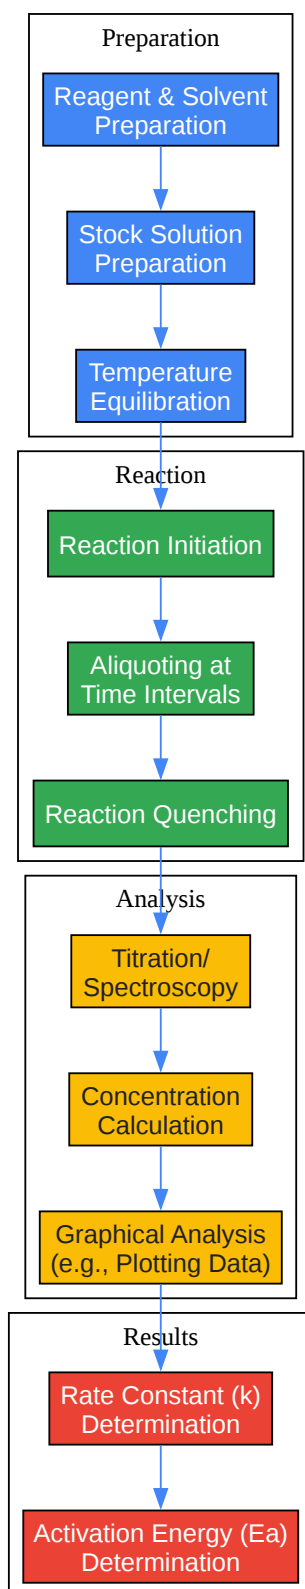 Preparation
Reagent & Solvent
Preparation
Stock Solution
Preparation
Temperature
Equilibration
Reaction
Reaction Initiation
Aliquoting at
Time Intervals
Reaction Quenching
Analysis
Titration/
Spectroscopy
Concentration
Calculation
Graphical Analysis
(e.g., Plotting Data)
Results
Rate Constant (k)
Determination
Activation Energy (Ea)
Determination